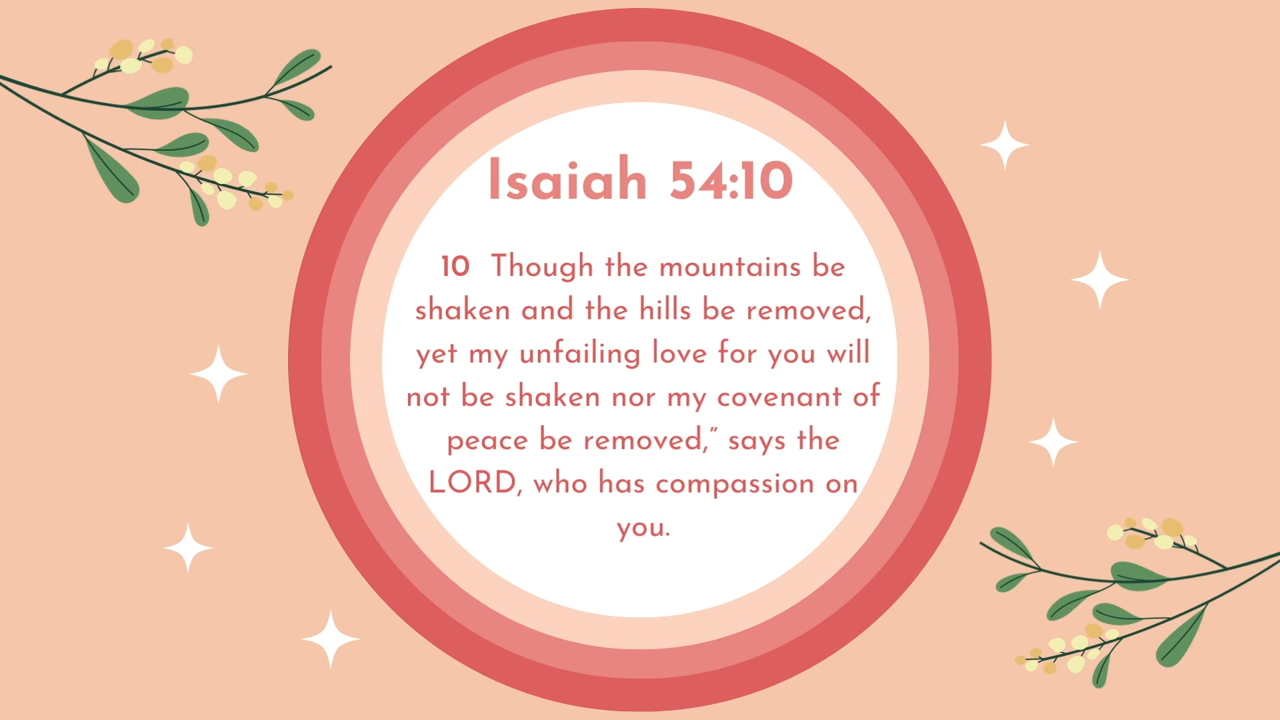 Isaiah 54:10
10 Though the mountains be
shaken and the hills be removed,
yet my unfailing love for you will
not be shaken nor my covenant of
peace be removed,” says the
LORD, who has compassion on
you.